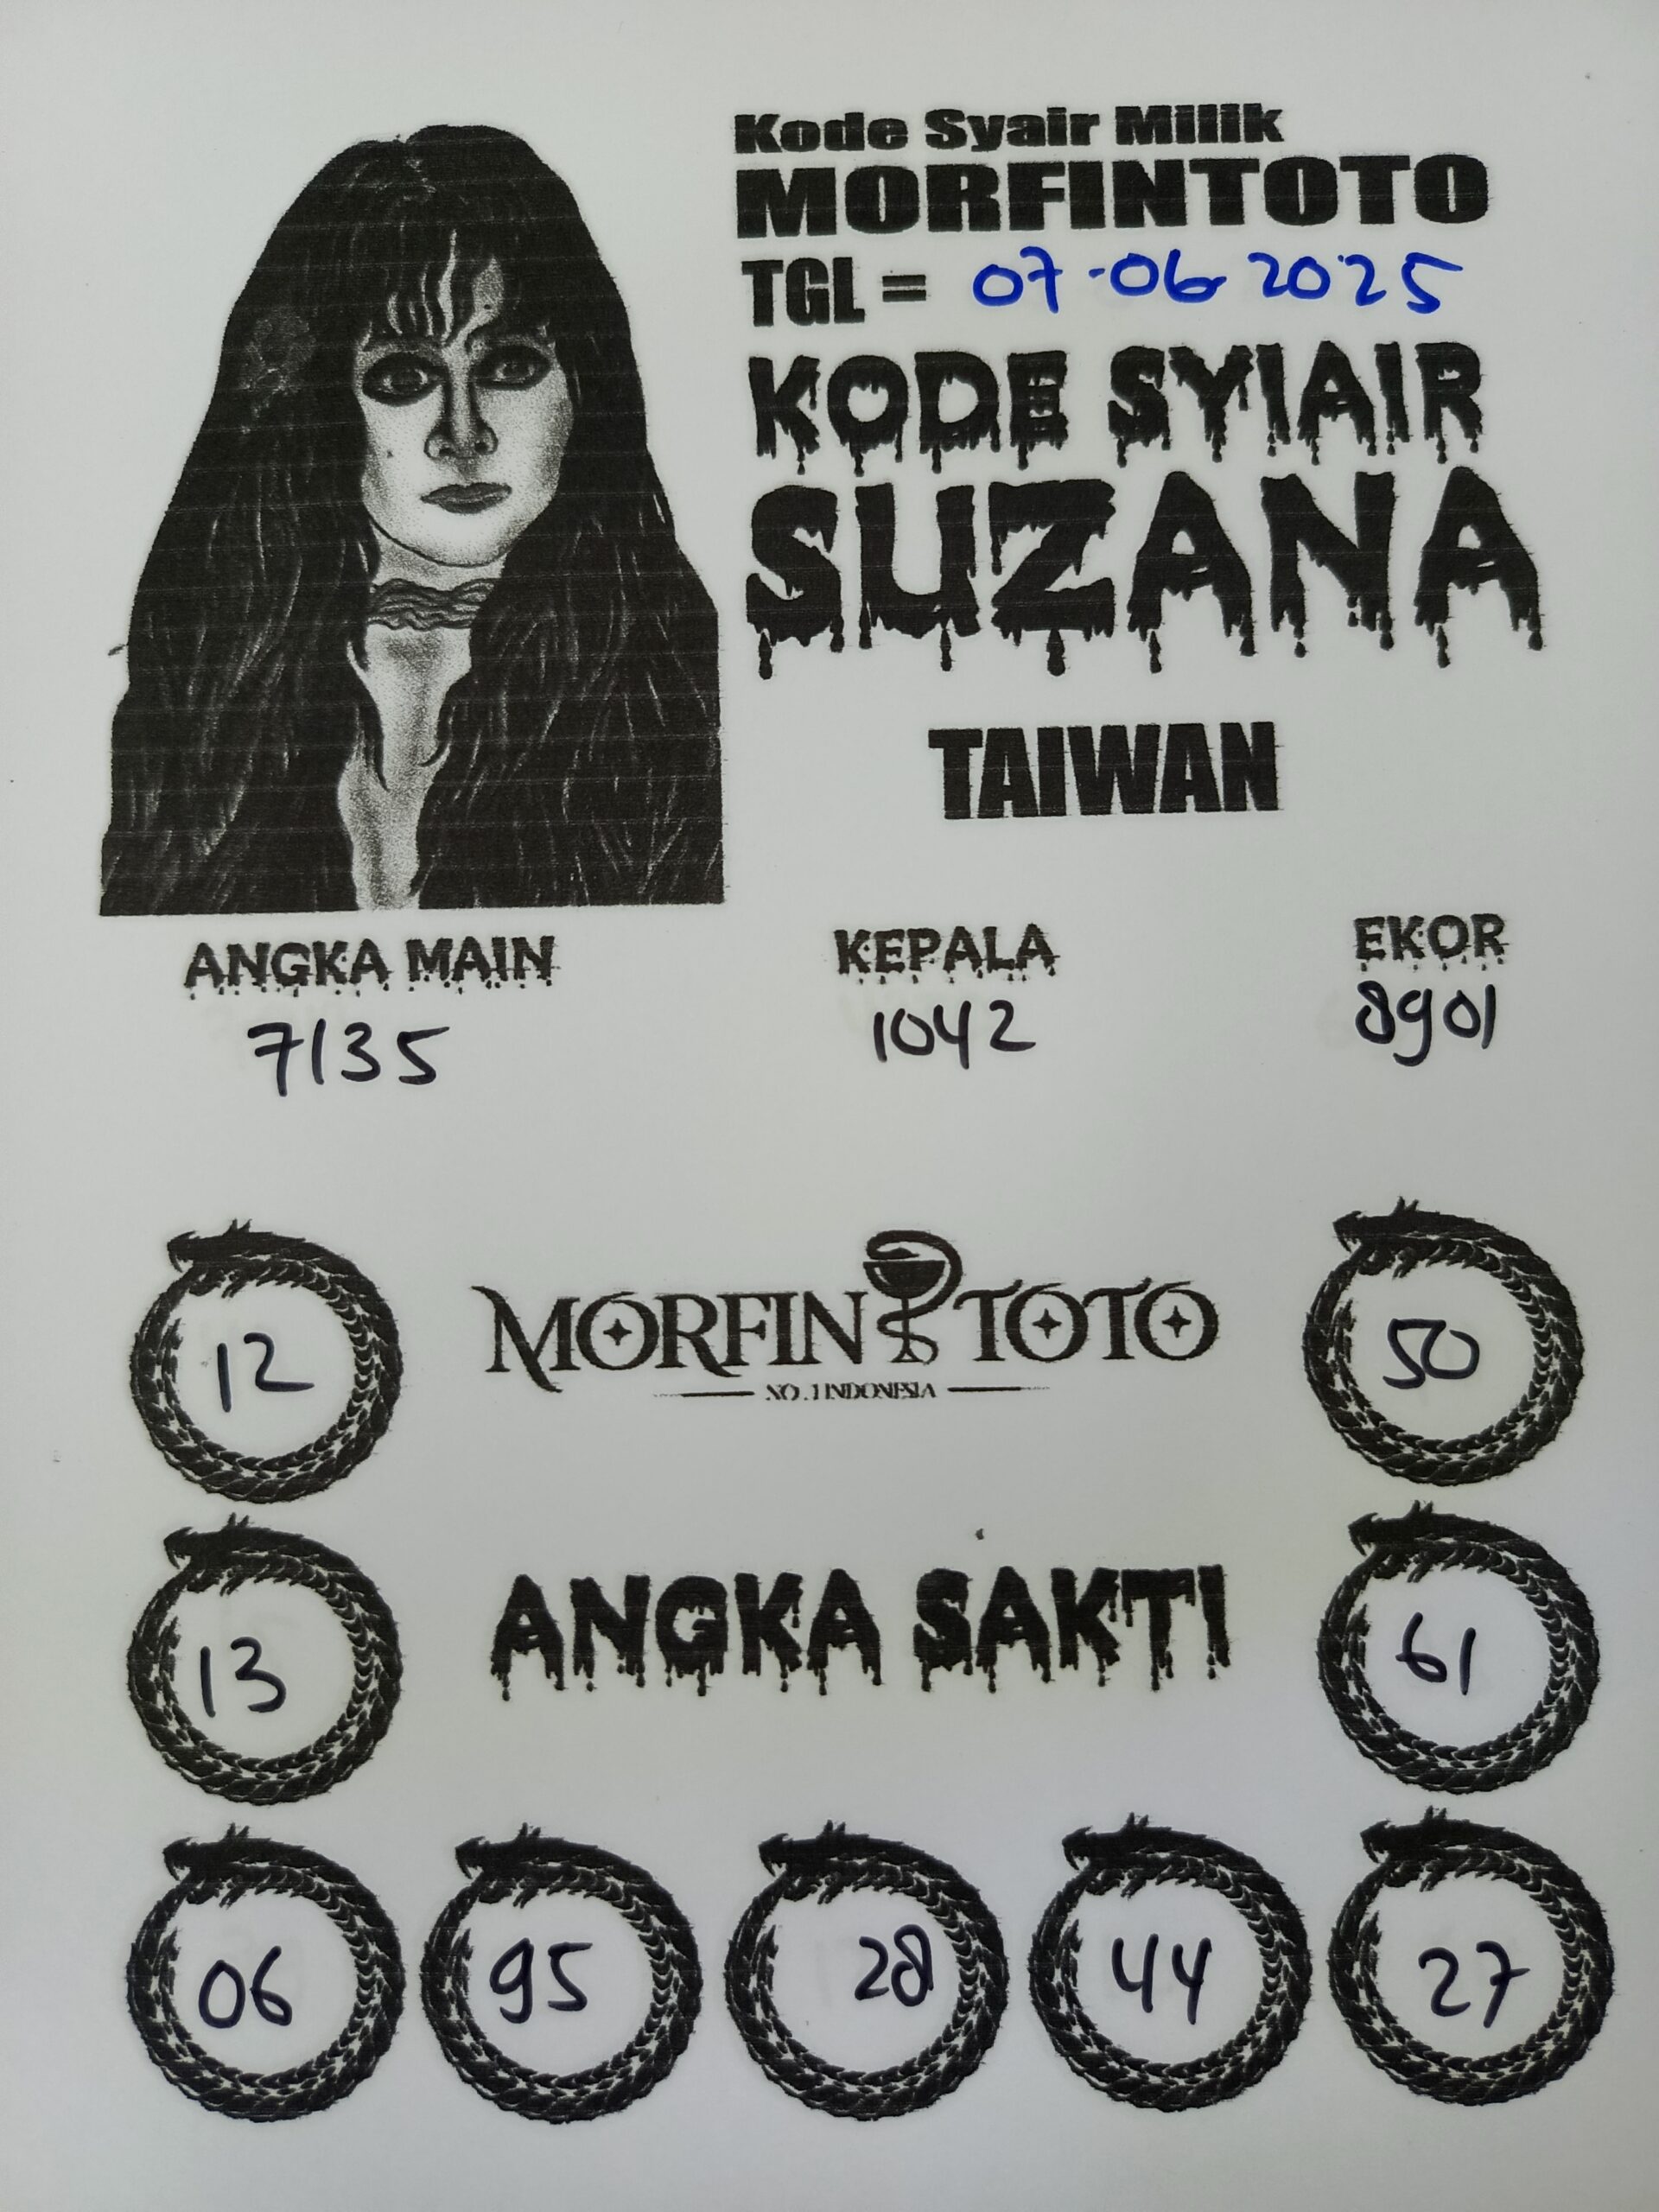 Kode Syair Milik
MORFINTOTO
TGL = 07-06-2025
KODE SYIAIR
SUZANA
TAIWAN
ANGKA MAIN KEPALA EKOR
7135 1042 8901
12 MORFIN TOTO 50
NO.1 INDONESIA
13 ANGKA SAKTI 61
06 95 28 44 27